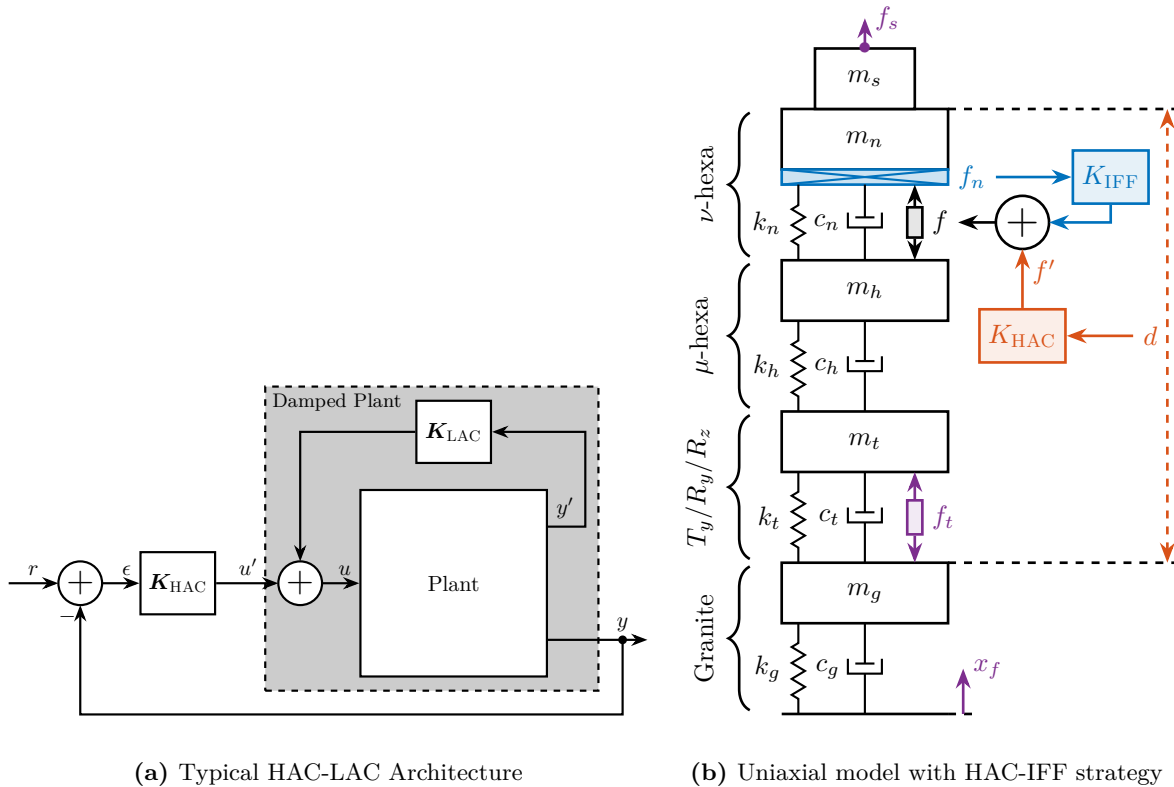 Damped Plant
K_LAC
y′
r
ϵ
K_HAC
u′
u
Plant
y
−
(a) Typical HAC-LAC Architecture
f_s
m_s
ν-hexa
m_n
f_n
K_IFF
k_n
c_n
f
f′
μ-hexa
m_h
K_HAC
d
k_h
c_h
T_y/R_y/R_z
m_t
k_t
c_t
f_t
Granite
m_g
k_g
c_g
x_f
(b) Uniaxial model with HAC-IFF strategy